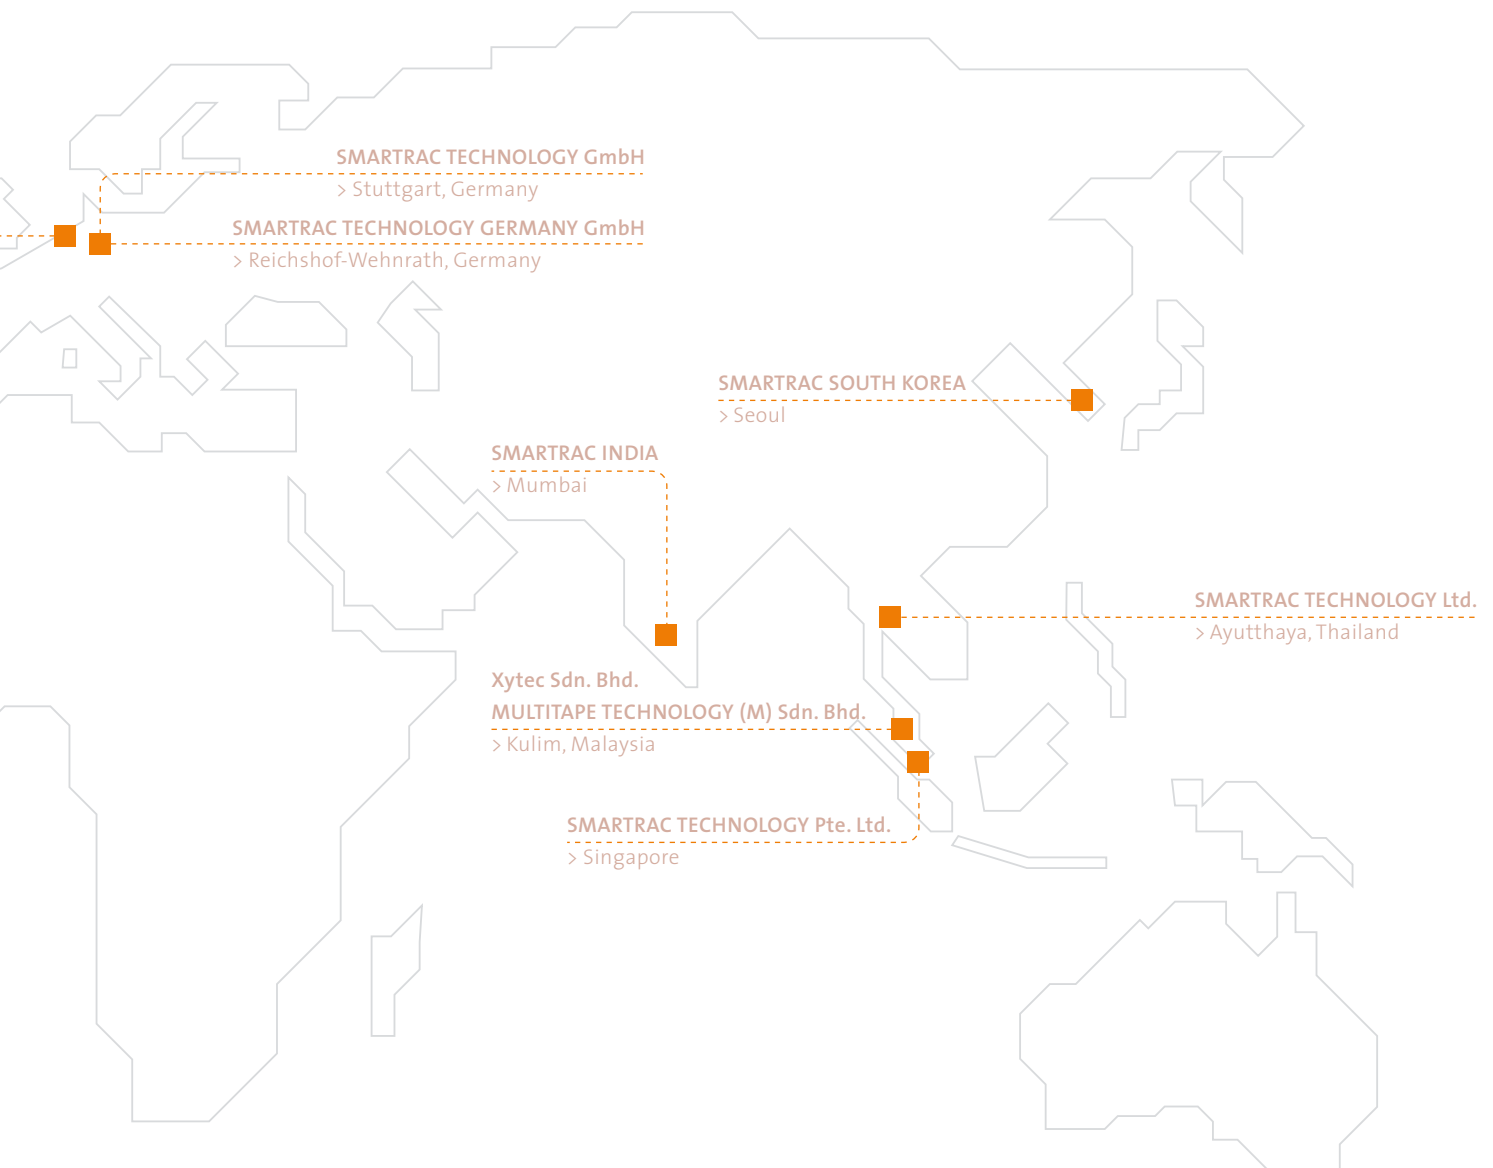 SMARTRAC TECHNOLOGY GmbH
> Stuttgart, Germany
SMARTRAC TECHNOLOGY GERMANY GmbH
> Reichshof-Wehnrath, Germany
SMARTRAC SOUTH KOREA
> Seoul
SMARTRAC INDIA
> Mumbai
SMARTRAC TECHNOLOGY Ltd.
> Ayutthaya, Thailand
Xytec Sdn. Bhd.
MULTITAPE TECHNOLOGY (M) Sdn. Bhd.
> Kulim, Malaysia
SMARTRAC TECHNOLOGY Pte. Ltd.
> Singapore